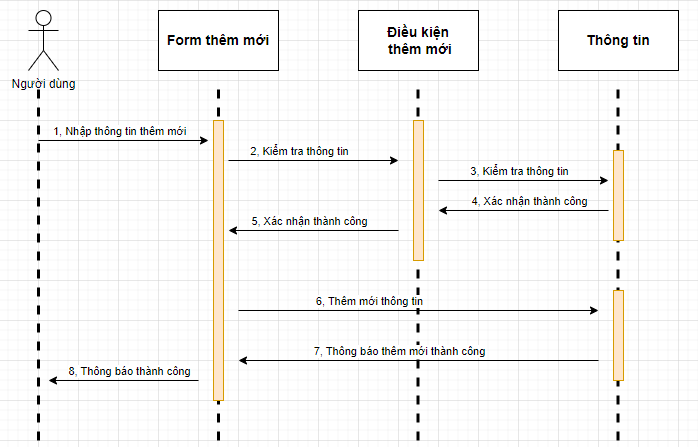 Người dùng
Form thêm mới
Điều kiện
thêm mới
Thông tin
1, Nhập thông tin thêm mới
2, Kiểm tra thông tin
3, Kiểm tra thông tin
4, Xác nhận thành công
5, Xác nhận thành công
6, Thêm mới thông tin
7, Thông báo thêm mới thành công
8, Thông báo thành công